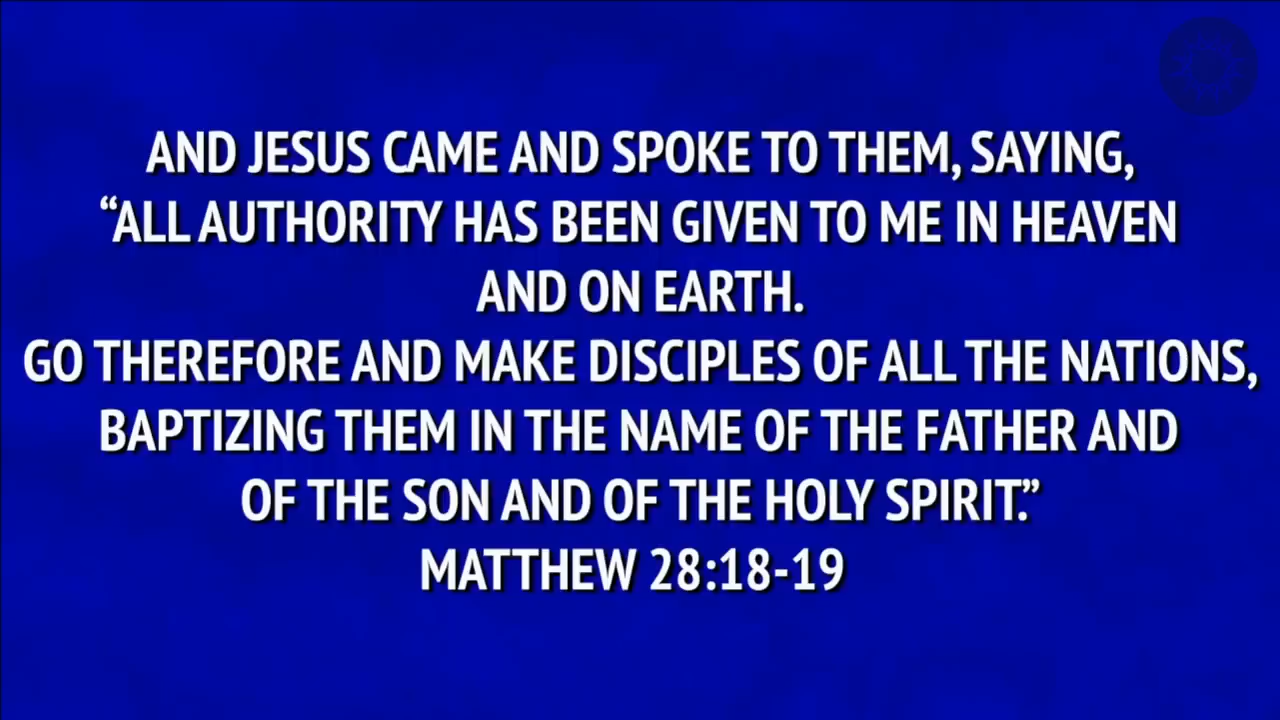 AND JESUS CAME AND SPOKE TO THEM, SAYING,
“ALL AUTHORITY HAS BEEN GIVEN TO ME IN HEAVEN
AND ON EARTH.
GO THEREFORE AND MAKE DISCIPLES OF ALL THE NATIONS,
BAPTIZING THEM IN THE NAME OF THE FATHER AND
OF THE SON AND OF THE HOLY SPIRIT.”
MATTHEW 28:18-19